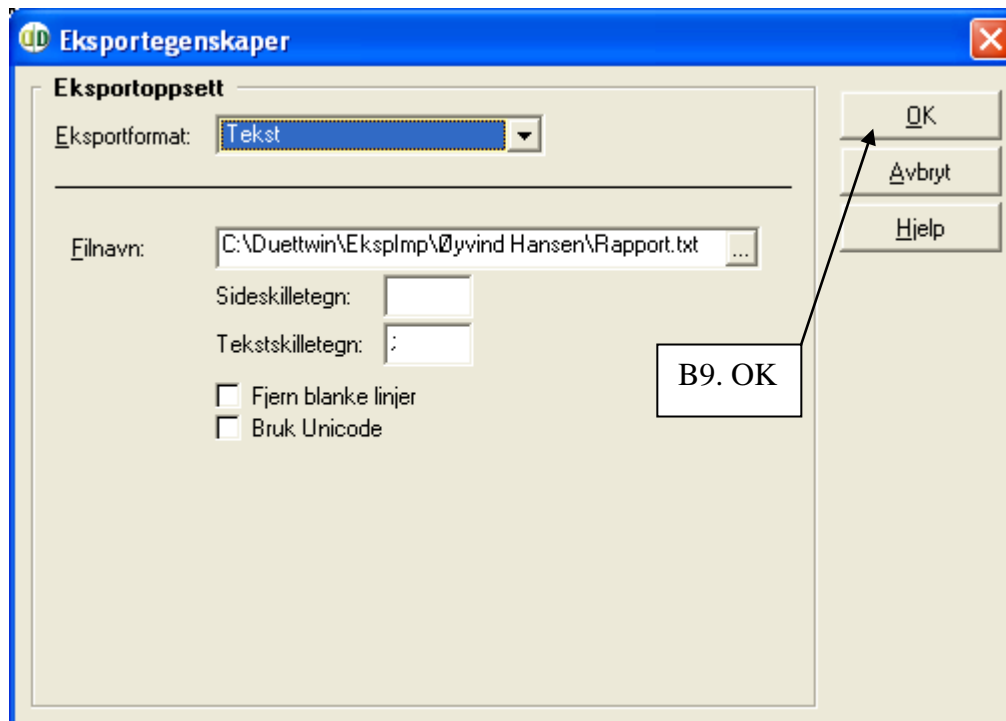 Eksportegenskaper
Eksportoppsett
Eksportformat: Tekst
OK
Avbryt
Hjelp
Filnavn: C:\Duettwin\EkspImp\Øyvind Hansen\Rapport.txt ...
Sideskilletegn:
Tekstskilletegn: ;
B9. OK
Fjern blanke linjer
Bruk Unicode